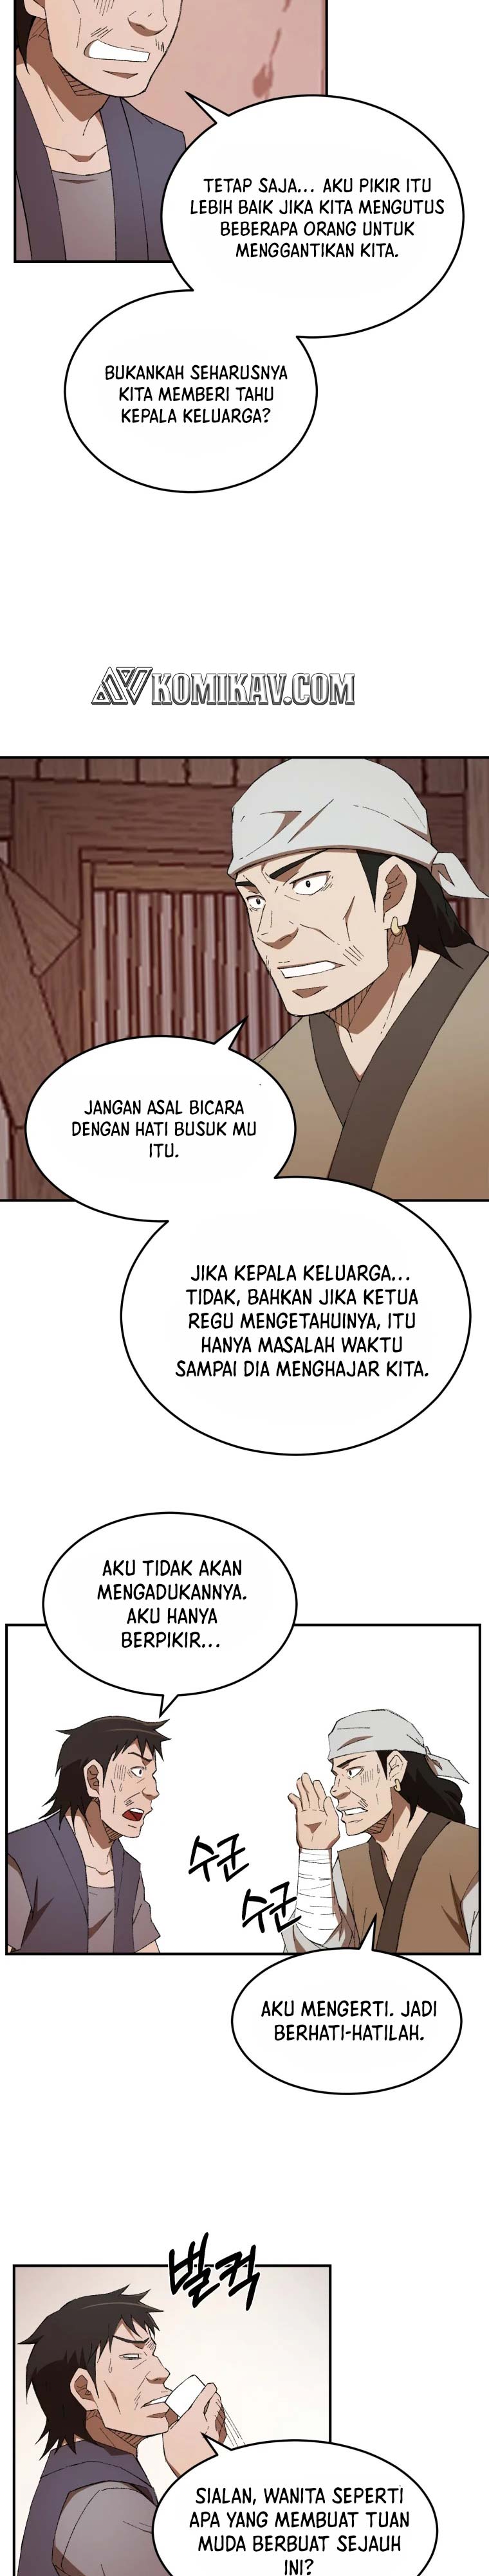 TETAP SAJA... AKU PIKIR ITU
LEBIH BAIK JIKA KITA MENGUTUS
BEBERAPA ORANG UNTUK
MENGGANTIKAN KITA.
BUKANKAH SEHARUSNYA
KITA MEMBERI TAHU
KEPALA KELUARGA?
KOMIKAV.COM
JANGAN ASAL BICARA
DENGAN HATI BUSUK MU
ITU.
JIKA KEPALA KELUARGA...
TIDAK, BAHKAN JIKA KETUA
REGU MENGETAHUINYA, ITU
HANYA MASALAH WAKTU
SAMPAI DIA MENGHAJAR KITA.
AKU TIDAK AKAN
MENGADUKANNYA.
AKU HANYA
BERPIKIR...
수군
수군
AKU MENGERTI. JADI
BERHATI-HATILAH.
벌컥
SIALAN, WANITA SEPERTI
APA YANG MEMBUAT TUAN
MUDA BERBUAT SEJAUH
INI?